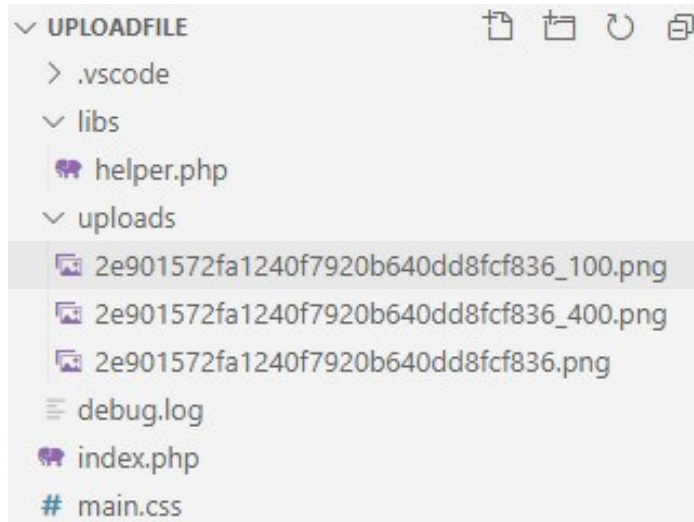 UPLOADFILE
.vscode
libs
helper.php
uploads
2e901572fa1240f7920b640dd8fcf836_100.png
2e901572fa1240f7920b640dd8fcf836_400.png
2e901572fa1240f7920b640dd8fcf836.png
debug.log
index.php
# main.css